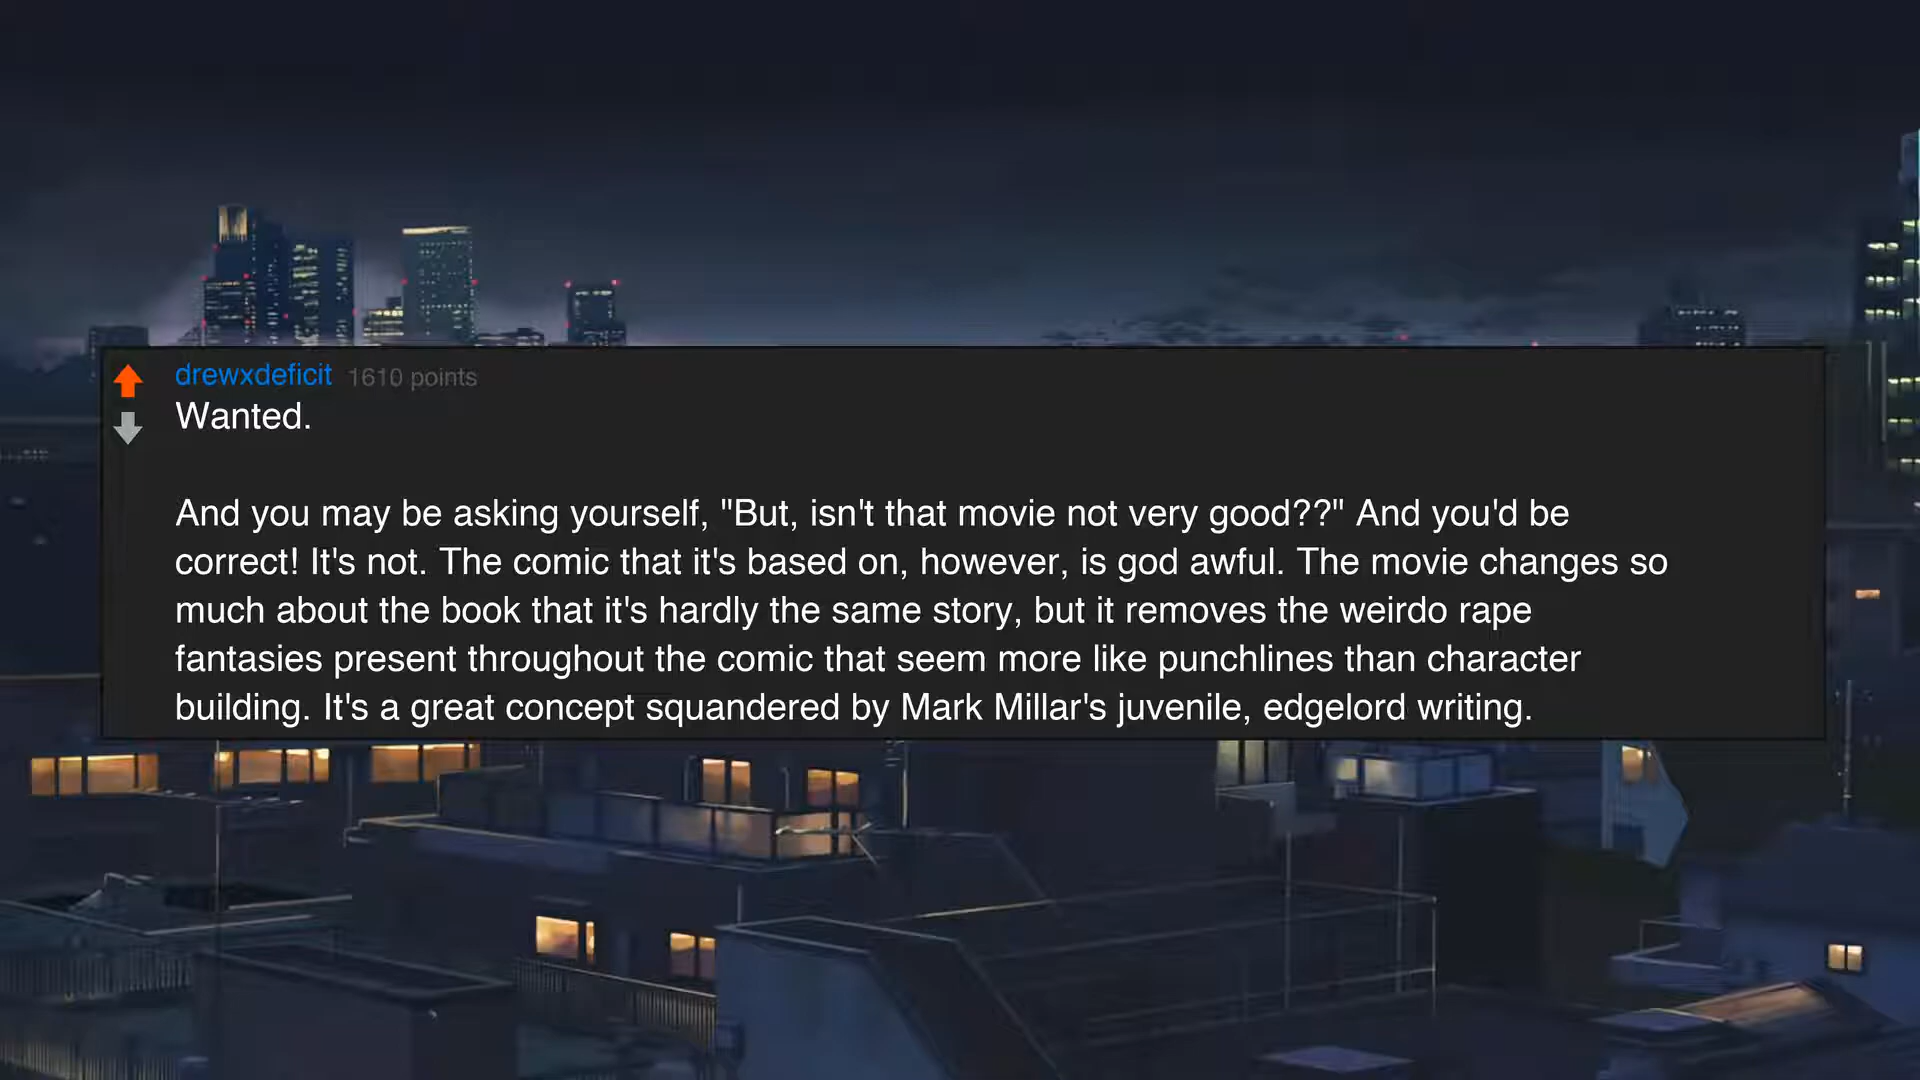 drewxdeficit 1610 points
Wanted.
And you may be asking yourself, "But, isn't that movie not very good??" And you'd be
correct! It's not. The comic that it's based on, however, is god awful. The movie changes so
much about the book that it's hardly the same story, but it removes the weirdo rape
fantasies present throughout the comic that seem more like punchlines than character
building. It's a great concept squandered by Mark Millar's juvenile, edgelord writing.